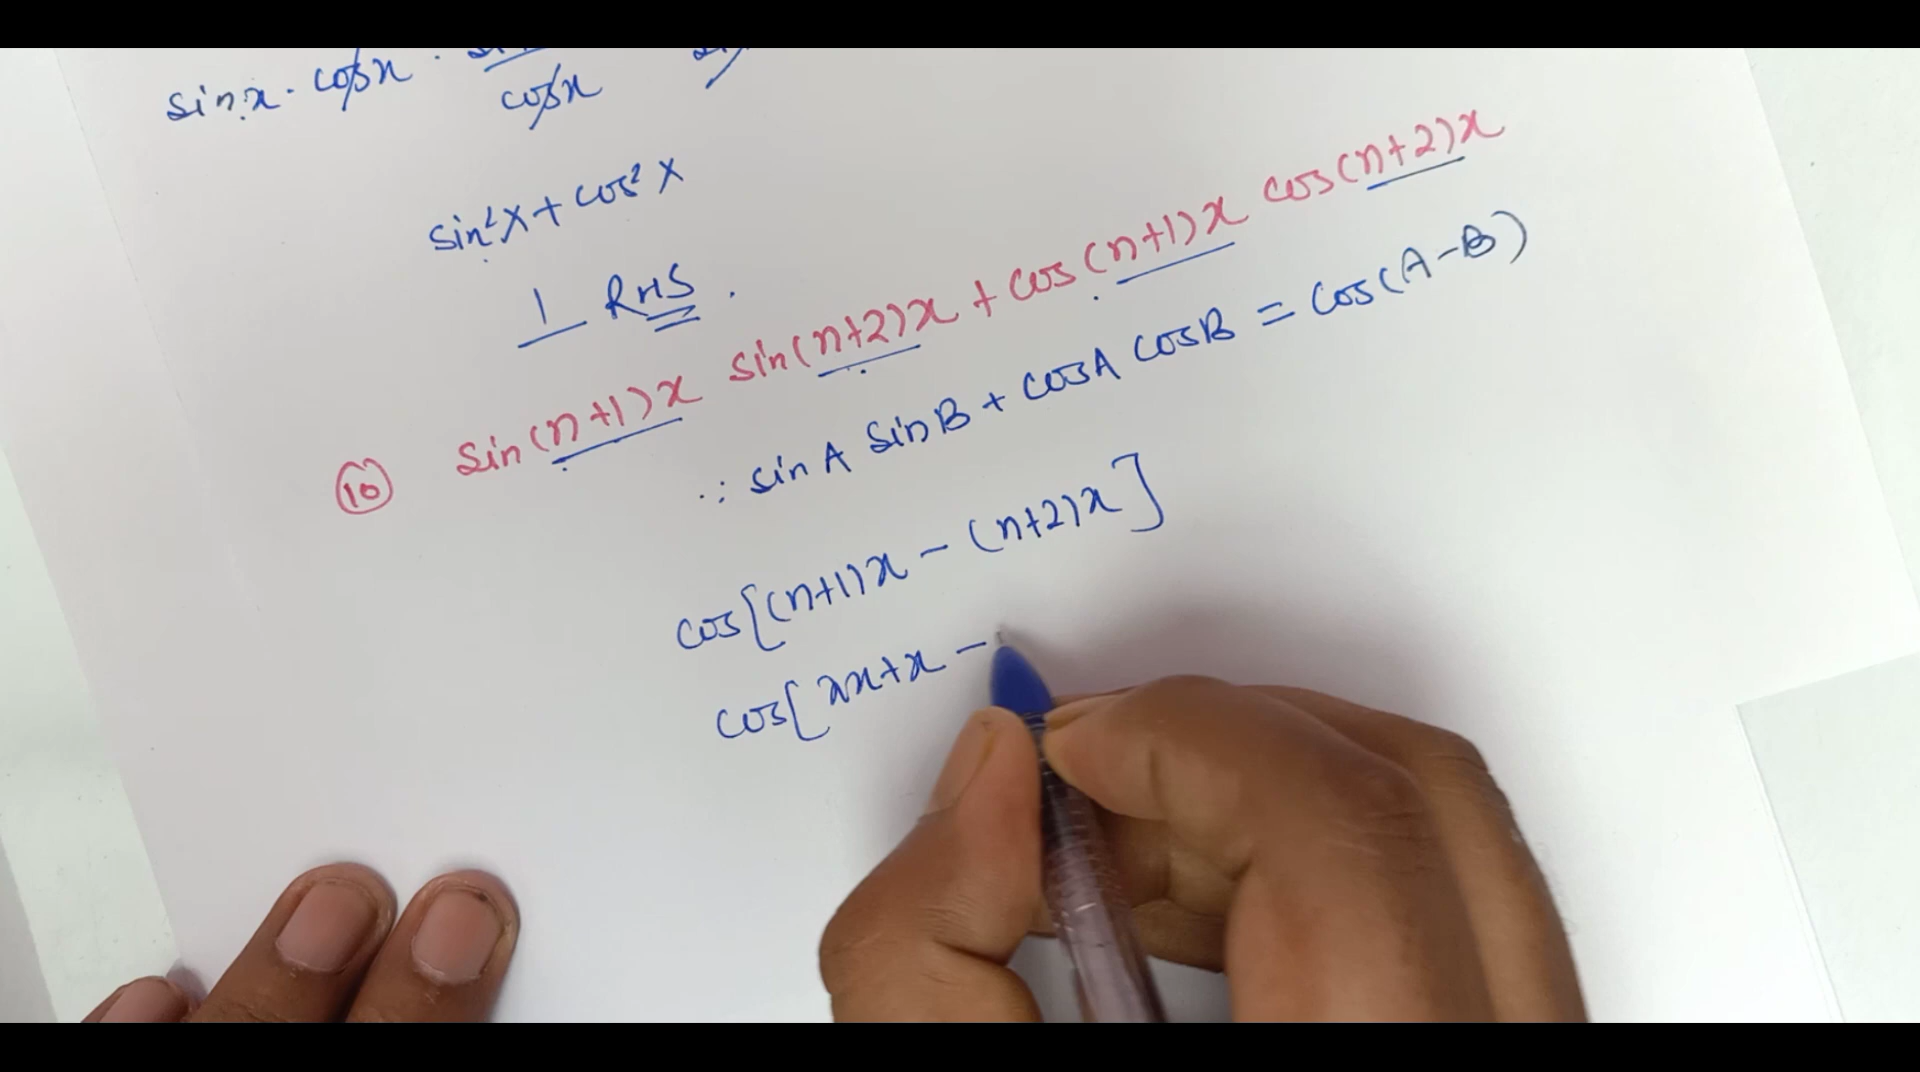 sin x . cos x .
cos x
sin²x + cos²x
1 RHS.
10 Sin(n+1)x sin(n+2)x + cos(n+1)x cos(n+2)x
∵ sin A sin B + cos A cos B = cos(A-B)
cos[(n+1)x - (n+2)x]
cos[nx+x -